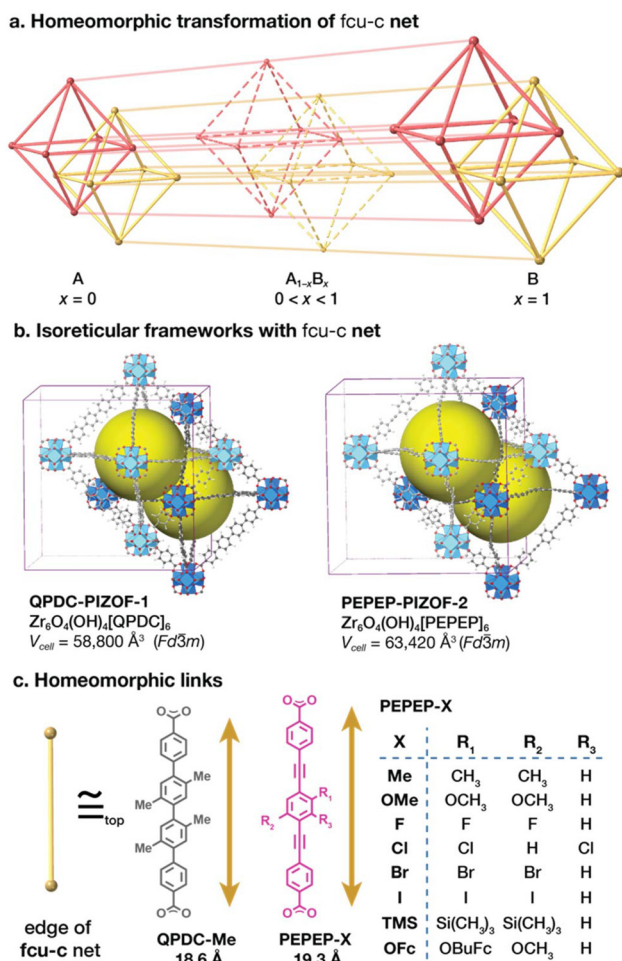 a. Homeomorphic transformation of fcu-c net
A A₁₋ₓBₓ B
x = 0 0 < x < 1 x = 1
b. Isoreticular frameworks with fcu-c net
QPDC-PIZOF-1 PEPEP-PIZOF-2
Zr₆O₄(OH)₄[QPDC]₆ Zr₆O₄(OH)₄[PEPEP]₆
V_cell = 58,800 Å³ (Fd3̅m) V_cell = 63,420 Å³ (Fd3̅m)
c. Homeomorphic links
edge of
fcu-c net
≅top
O O
Me
Me
Me
Me
O O
QPDC-Me
18.6 Å
O O
R₁
R₂ R₃
O O
PEPEP-X
19.3 Å
PEPEP-X
X R₁ R₂ R₃
Me CH₃ CH₃ H
OMe OCH₃ OCH₃ H
F F F H
Cl Cl H Cl
Br Br Br H
I I I H
TMS Si(CH₃)₃ Si(CH₃)₃ H
OFc OBuFc OCH₃ H